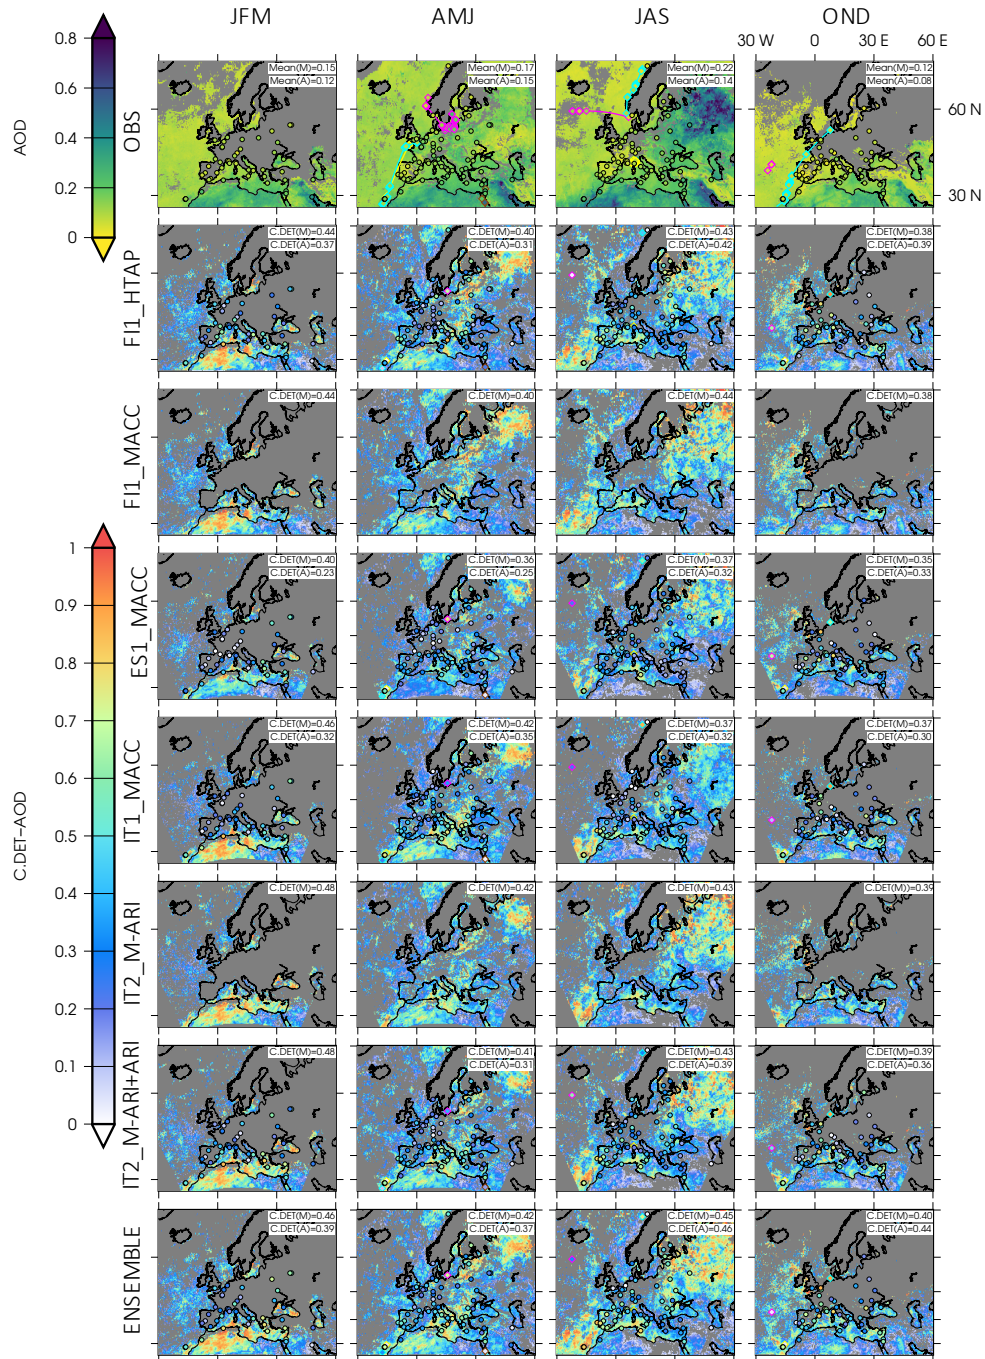 JFM AMJ JAS OND
30 W 0 30 E 60 E
0.8
0.6
0.4
0.2
0
AOD
OBS
Mean(M)=0.15
Mean(A)=0.12
Mean(M)=0.17
Mean(A)=0.15
Mean(M)=0.22
Mean(A)=0.14
Mean(M)=0.12
Mean(A)=0.08
60 N
30 N
FI1_HTAP
C.DET(M)=0.44
C.DET(A)=0.37
C.DET(M)=0.40
C.DET(A)=0.31
C.DET(M)=0.43
C.DET(A)=0.42
C.DET(M)=0.38
C.DET(A)=0.39
FI1_MACC
C.DET(M)=0.44
C.DET(M)=0.40
C.DET(M)=0.44
C.DET(M)=0.38
1
0.9
0.8
0.7
0.6
0.5
0.4
0.3
0.2
0.1
0
C.DET−AOD
ES1_MACC
C.DET(M)=0.40
C.DET(A)=0.23
C.DET(M)=0.36
C.DET(A)=0.25
C.DET(M)=0.37
C.DET(A)=0.32
C.DET(M)=0.35
C.DET(A)=0.33
IT1_MACC
C.DET(M)=0.46
C.DET(A)=0.32
C.DET(M)=0.42
C.DET(A)=0.35
C.DET(M)=0.37
C.DET(A)=0.32
C.DET(M)=0.37
C.DET(A)=0.30
IT2_M-ARI
C.DET(M)=0.48
C.DET(M)=0.42
C.DET(M)=0.43
C.DET(M))=0.39
IT2_M-ARI+ARI
C.DET(M)=0.48
C.DET(M)=0.41
C.DET(A)=0.31
C.DET(M)=0.43
C.DET(A)=0.39
C.DET(M)=0.39
C.DET(A)=0.36
ENSEMBLE
C.DET(M)=0.46
C.DET(A)=0.39
C.DET(M)=0.42
C.DET(A)=0.37
C.DET(M)=0.45
C.DET(A)=0.46
C.DET(M)=0.40
C.DET(A)=0.44